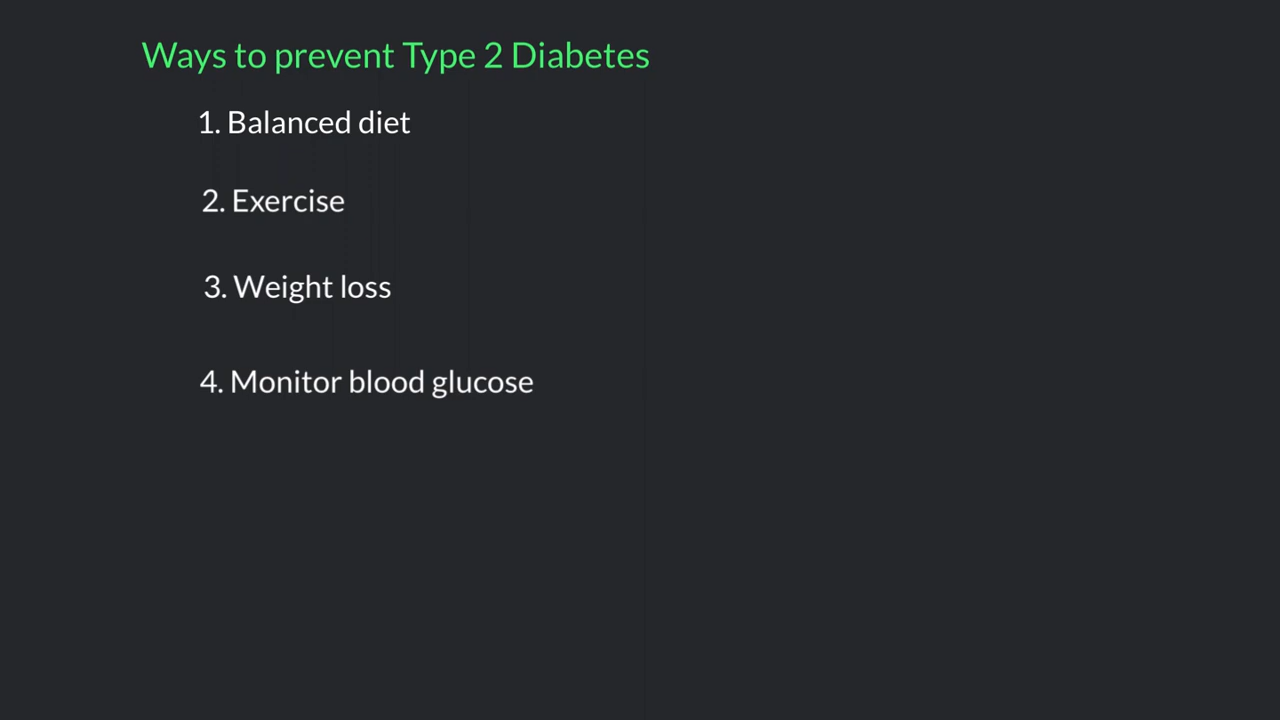 Ways to prevent Type 2 Diabetes
1. Balanced diet
2. Exercise
3. Weight loss
4. Monitor blood glucose